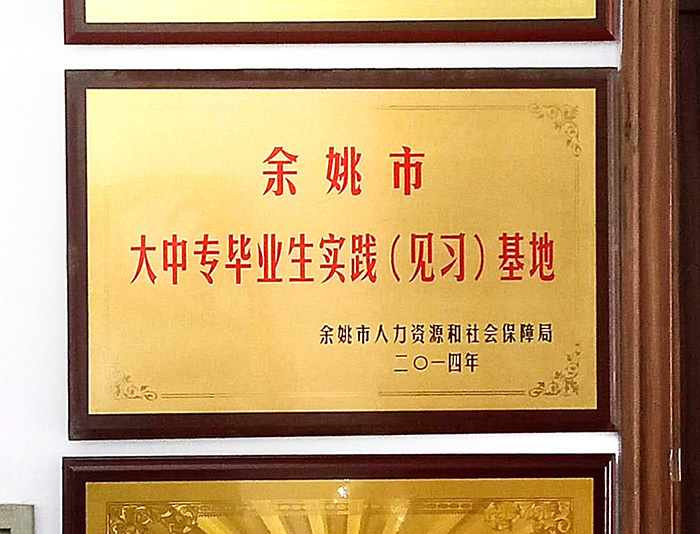 余姚市
大中专毕业生实践（见习）基地
余姚市人力资源和社会保障局
二〇一四年